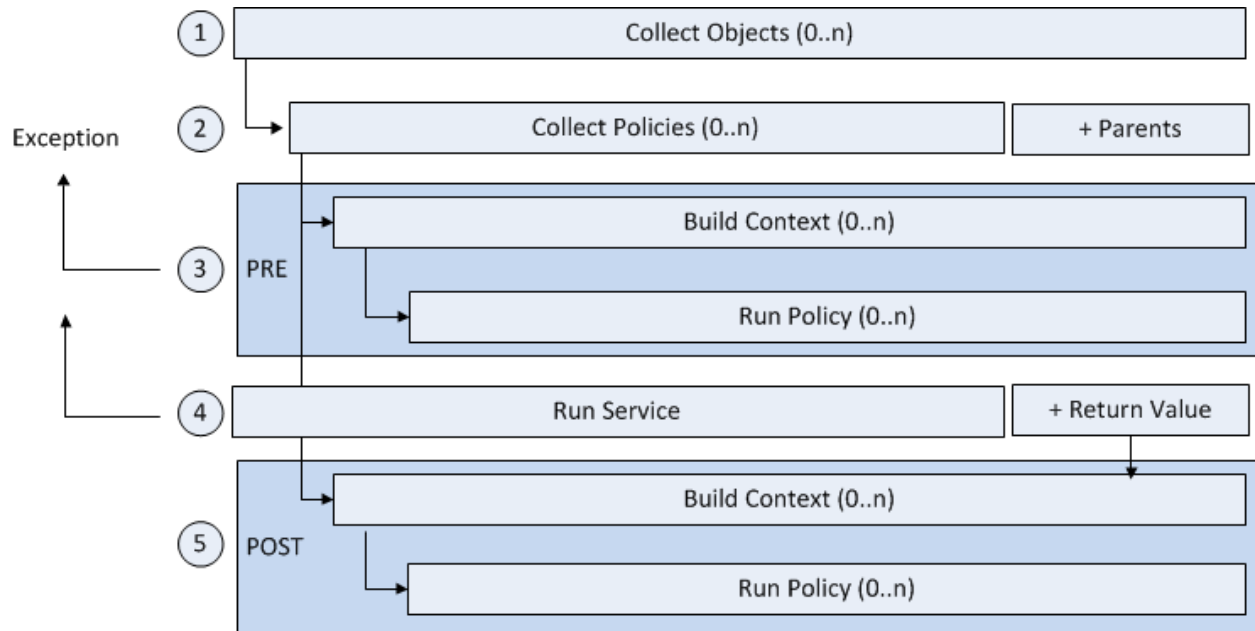 1
Collect Objects (0..n)
2
Collect Policies (0..n)
+ Parents
Exception
Build Context (0..n)
3
PRE
Run Policy (0..n)
4
Run Service
+ Return Value
Build Context (0..n)
5
POST
Run Policy (0..n)